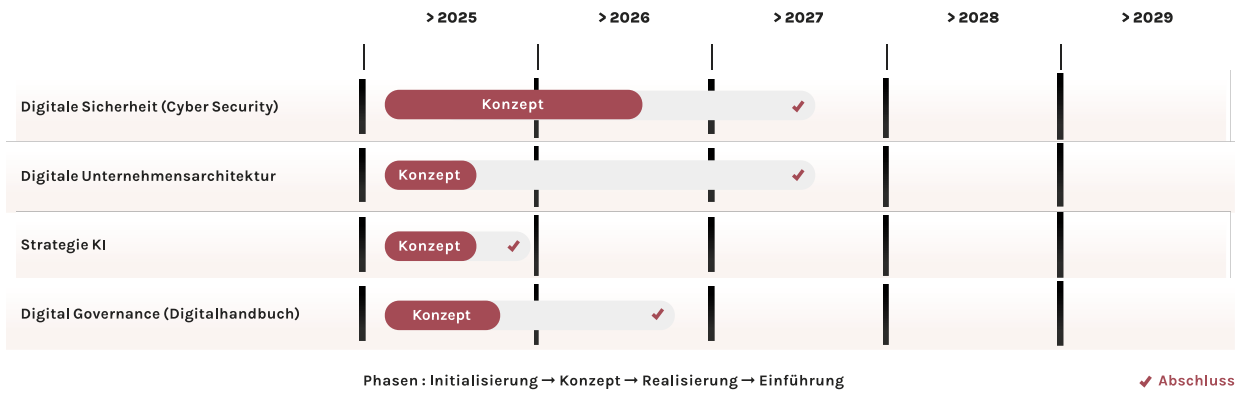 > 2025 > 2026 > 2027 > 2028 > 2029
Digitale Sicherheit (Cyber Security) Konzept
Digitale Unternehmensarchitektur Konzept
Strategie KI Konzept
Digital Governance (Digitalhandbuch) Konzept
Phasen : Initialisierung → Konzept → Realisierung → Einführung ✓ Abschluss